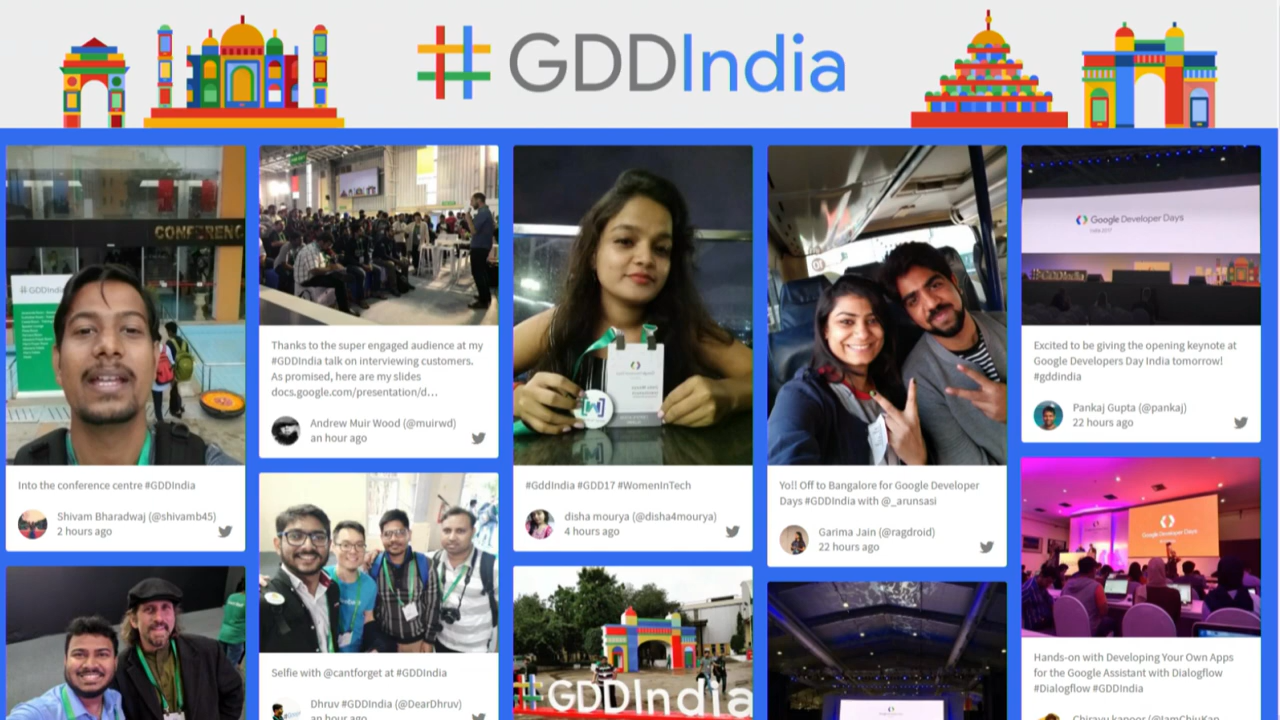 #GDDIndia
CONFERENC
# GDDIndia
Into the conference centre #GDDIndia
Shivam Bharadwaj (@shivamb45)
2 hours ago
Thanks to the super engaged audience at my
#GDDIndia talk on interviewing customers.
As promised, here are my slides
docs.google.com/presentation/d...
Andrew Muir Wood (@muirwd)
an hour ago
Selfie with @cantforget at #GDDIndia
Dhruv #GDDIndia (@DearDhruv)
an hour ago
#GddIndia #GDD17 #WomenInTech
disha mourya (@disha4mourya)
4 hours ago
#GDDIndia
Yo!! Off to Bangalore for Google Developer
Days #GDDIndia with @_arunsasi
Garima Jain (@ragdroid)
22 hours ago
Google Developer Days
India 2017
Excited to be giving the opening keynote at
Google Developers Day India tomorrow!
#gddindia
Pankaj Gupta (@pankaj)
22 hours ago
Google Developer Days
Hands-on with Developing Your Own Apps
for the Google Assistant with Dialogflow
#Dialogflow #GDDIndia
Chirayu kapoor (@IamChiuKap